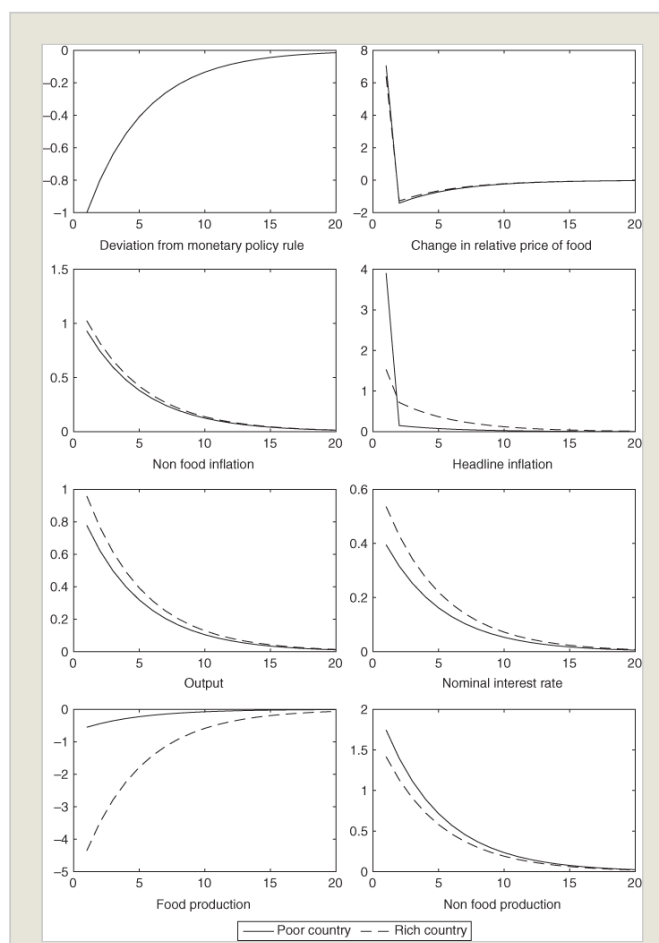 0 8
−0.2 6
−0.4 4
−0.6 2
−0.8 0
−1 −2
0 5 10 15 20 0 5 10 15 20
Deviation from monetary policy rule Change in relative price of food
1.5 4
1 3
2
0.5 1
0 0
0 5 10 15 20 0 5 10 15 20
Non food inflation Headline inflation
1 0.6
0.8
0.6 0.4
0.4 0.2
0.2
0 0
0 5 10 15 20 0 5 10 15 20
Output Nominal interest rate
0 2
−1 1.5
−2
−3 1
−4 0.5
−5 0
0 5 10 15 20 0 5 10 15 20
Food production Non food production
Poor country Rich country